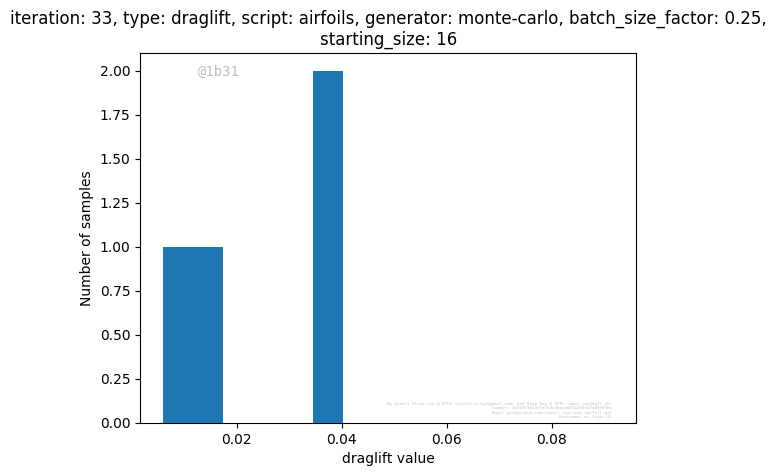 iteration: 33, type: draglift, script: airfoils, generator: monte-carlo, batch_size_factor: 0.25,
starting_size: 16
@1b31
2.00
1.75
1.50
1.25
1.00
0.75
0.50
0.25
0.00
Number of samples
0.02 0.04 0.06 0.08
draglift value